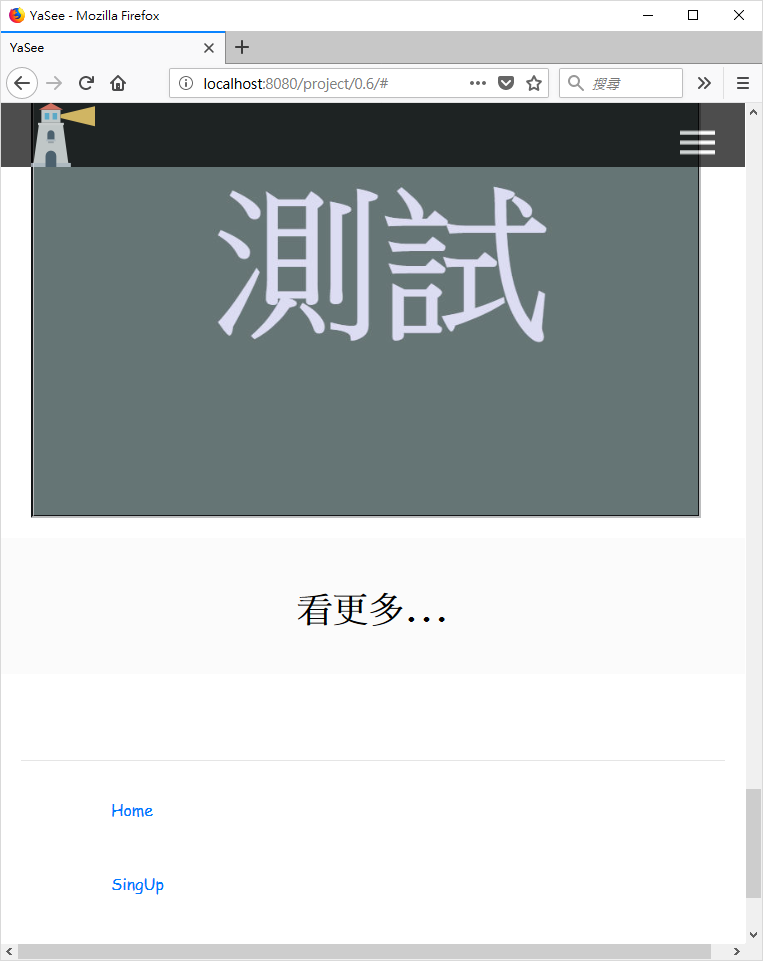 YaSee - Mozilla Firefox
YaSee
localhost:8080/project/0.6/#
搜尋
測試
看更多...
Home
SingUp